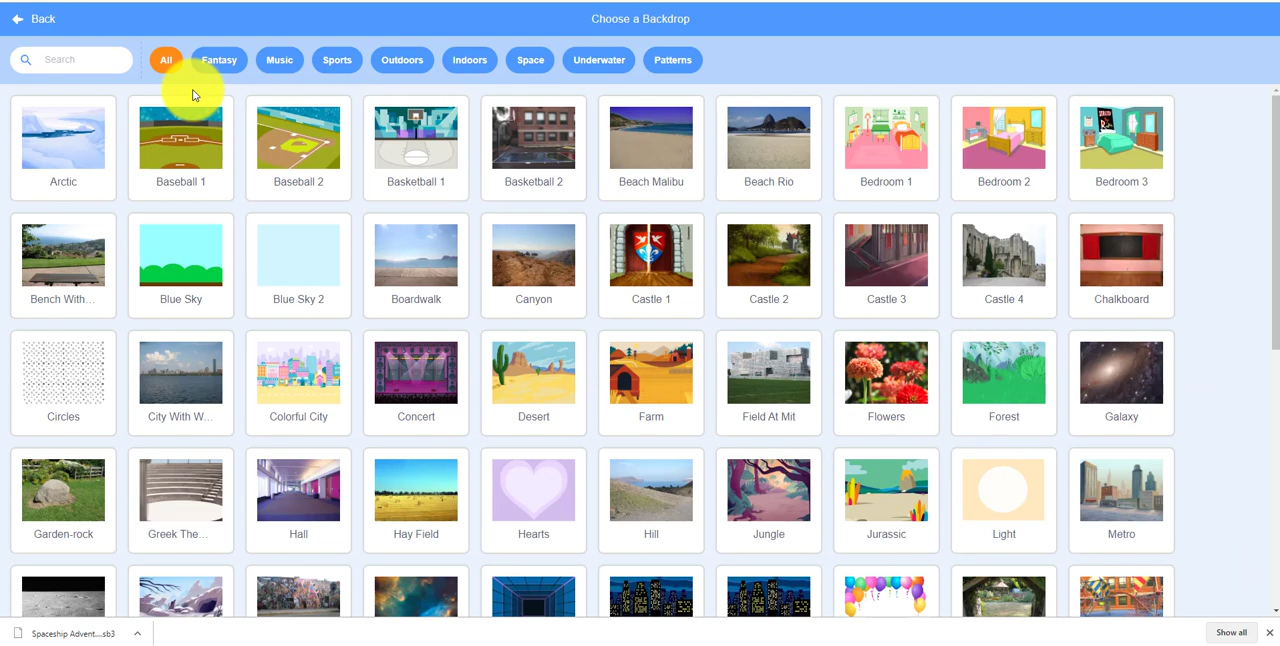 Back
Choose a Backdrop
Search
All Fantasy Music Sports Outdoors Indoors Space Underwater Patterns
Arctic Baseball 1 Baseball 2 Basketball 1 Basketball 2 Beach Malibu Beach Rio Bedroom 1 Bedroom 2 Bedroom 3
Bench With... Blue Sky Blue Sky 2 Boardwalk Canyon Castle 1 Castle 2 Castle 3 Castle 4 Chalkboard
Circles City With W... Colorful City Concert Desert Farm Field At Mit Flowers Forest Galaxy
Garden-rock Greek The... Hall Hay Field Hearts Hill Jungle Jurassic Light Metro
Spaceship Advent....sb3
Show all